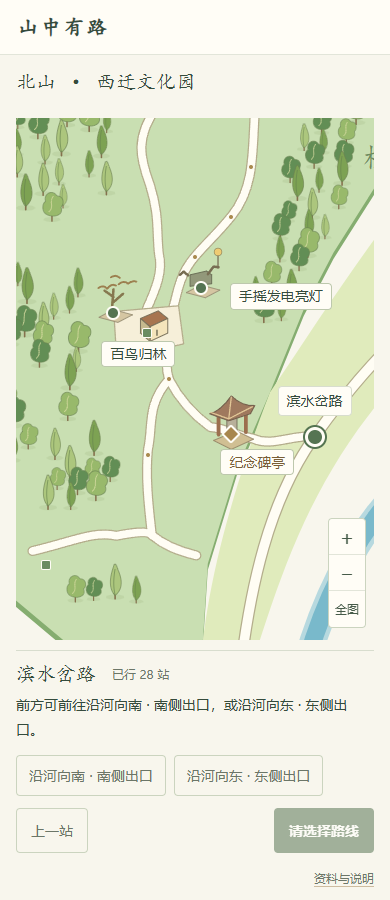 山中有路
北山 • 西迁文化园
手摇发电亮灯
百鸟归林
滨水岔路
纪念碑亭
+
−
全图
滨水岔路 已行 28 站
前方可前往沿河向南 · 南侧出口，或沿河向东 · 东侧出
口。
沿河向南 · 南侧出口 沿河向东 · 东侧出口
上一站 请选择路线
资料与说明